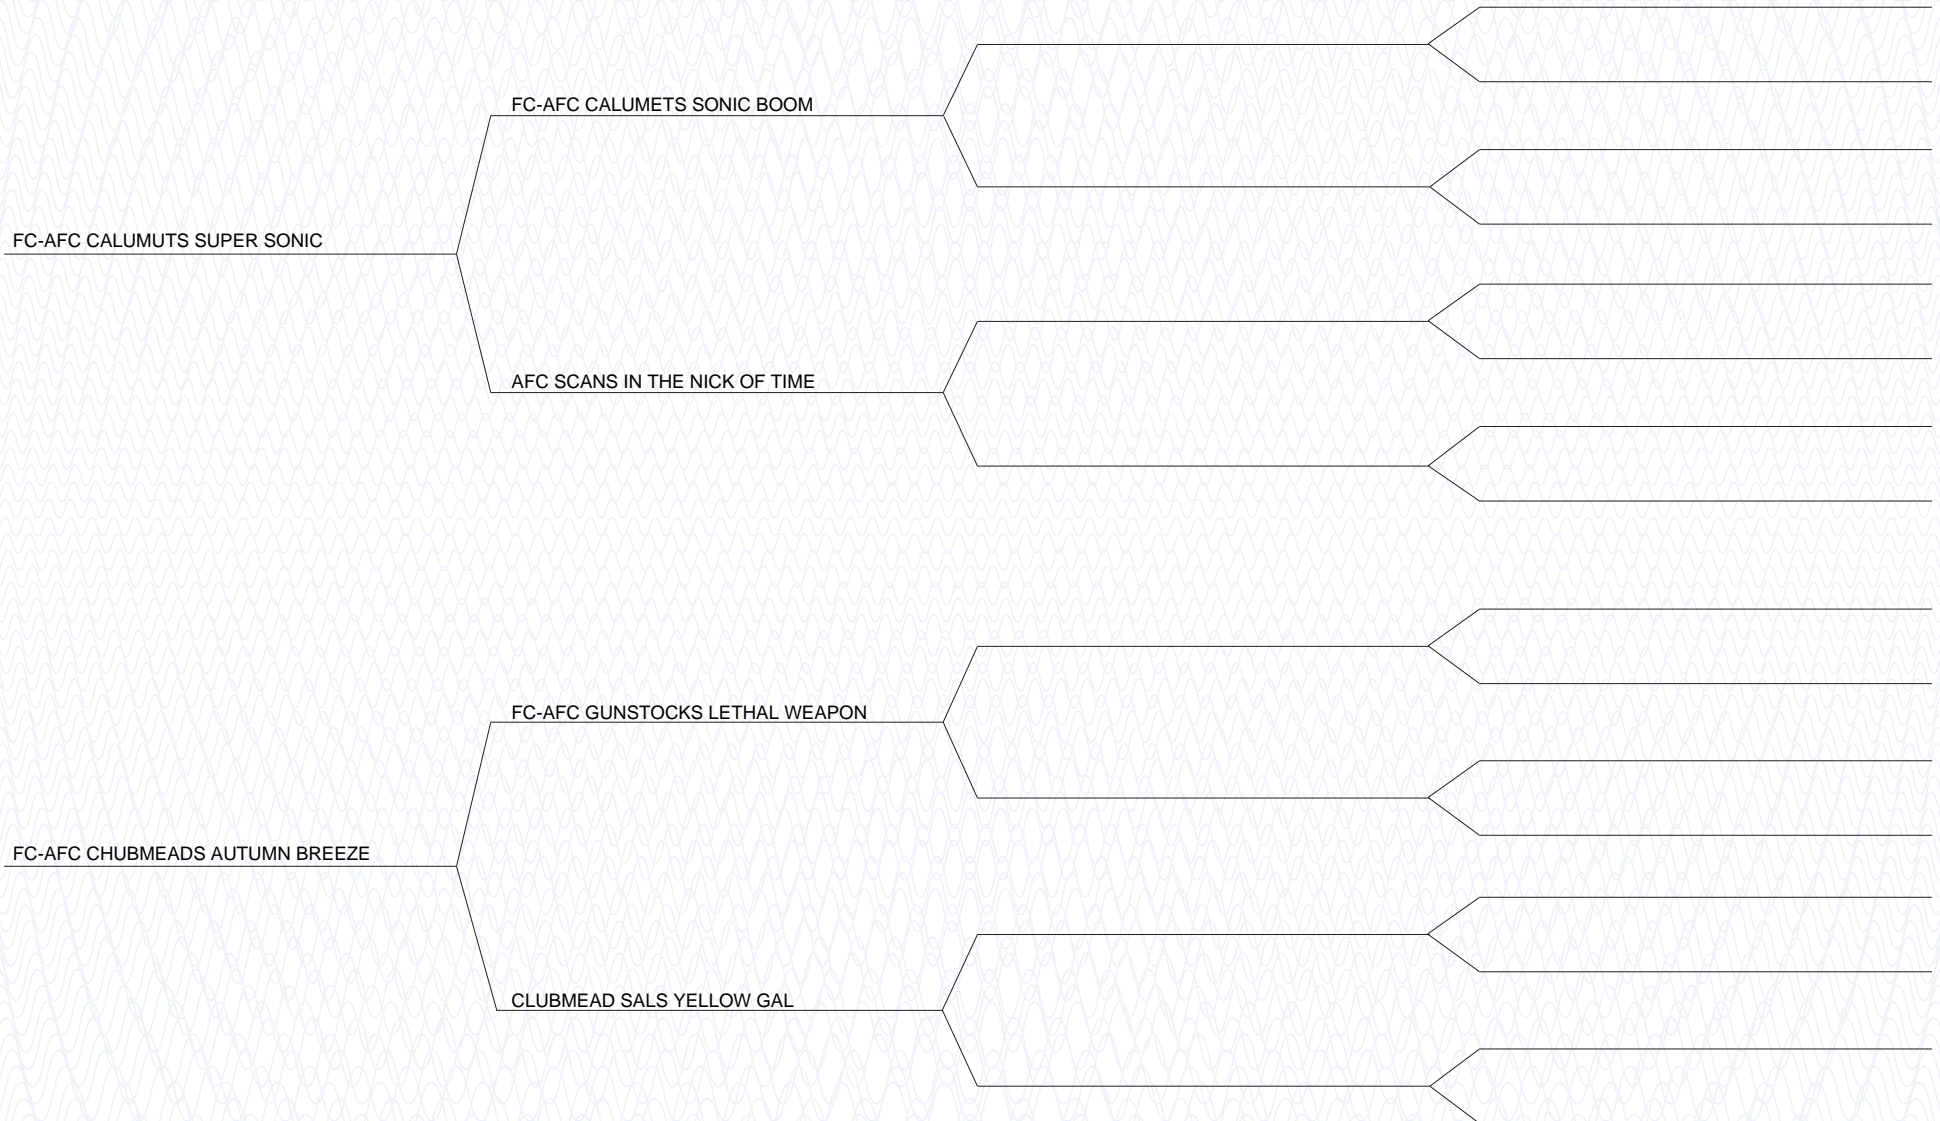 FC-AFC CALUMETS SONIC BOOM
FC-AFC CALUMUTS SUPER SONIC
AFC SCANS IN THE NICK OF TIME
FC-AFC GUNSTOCKS LETHAL WEAPON
FC-AFC CHUBMEADS AUTUMN BREEZE
CLUBMEAD SALS YELLOW GAL